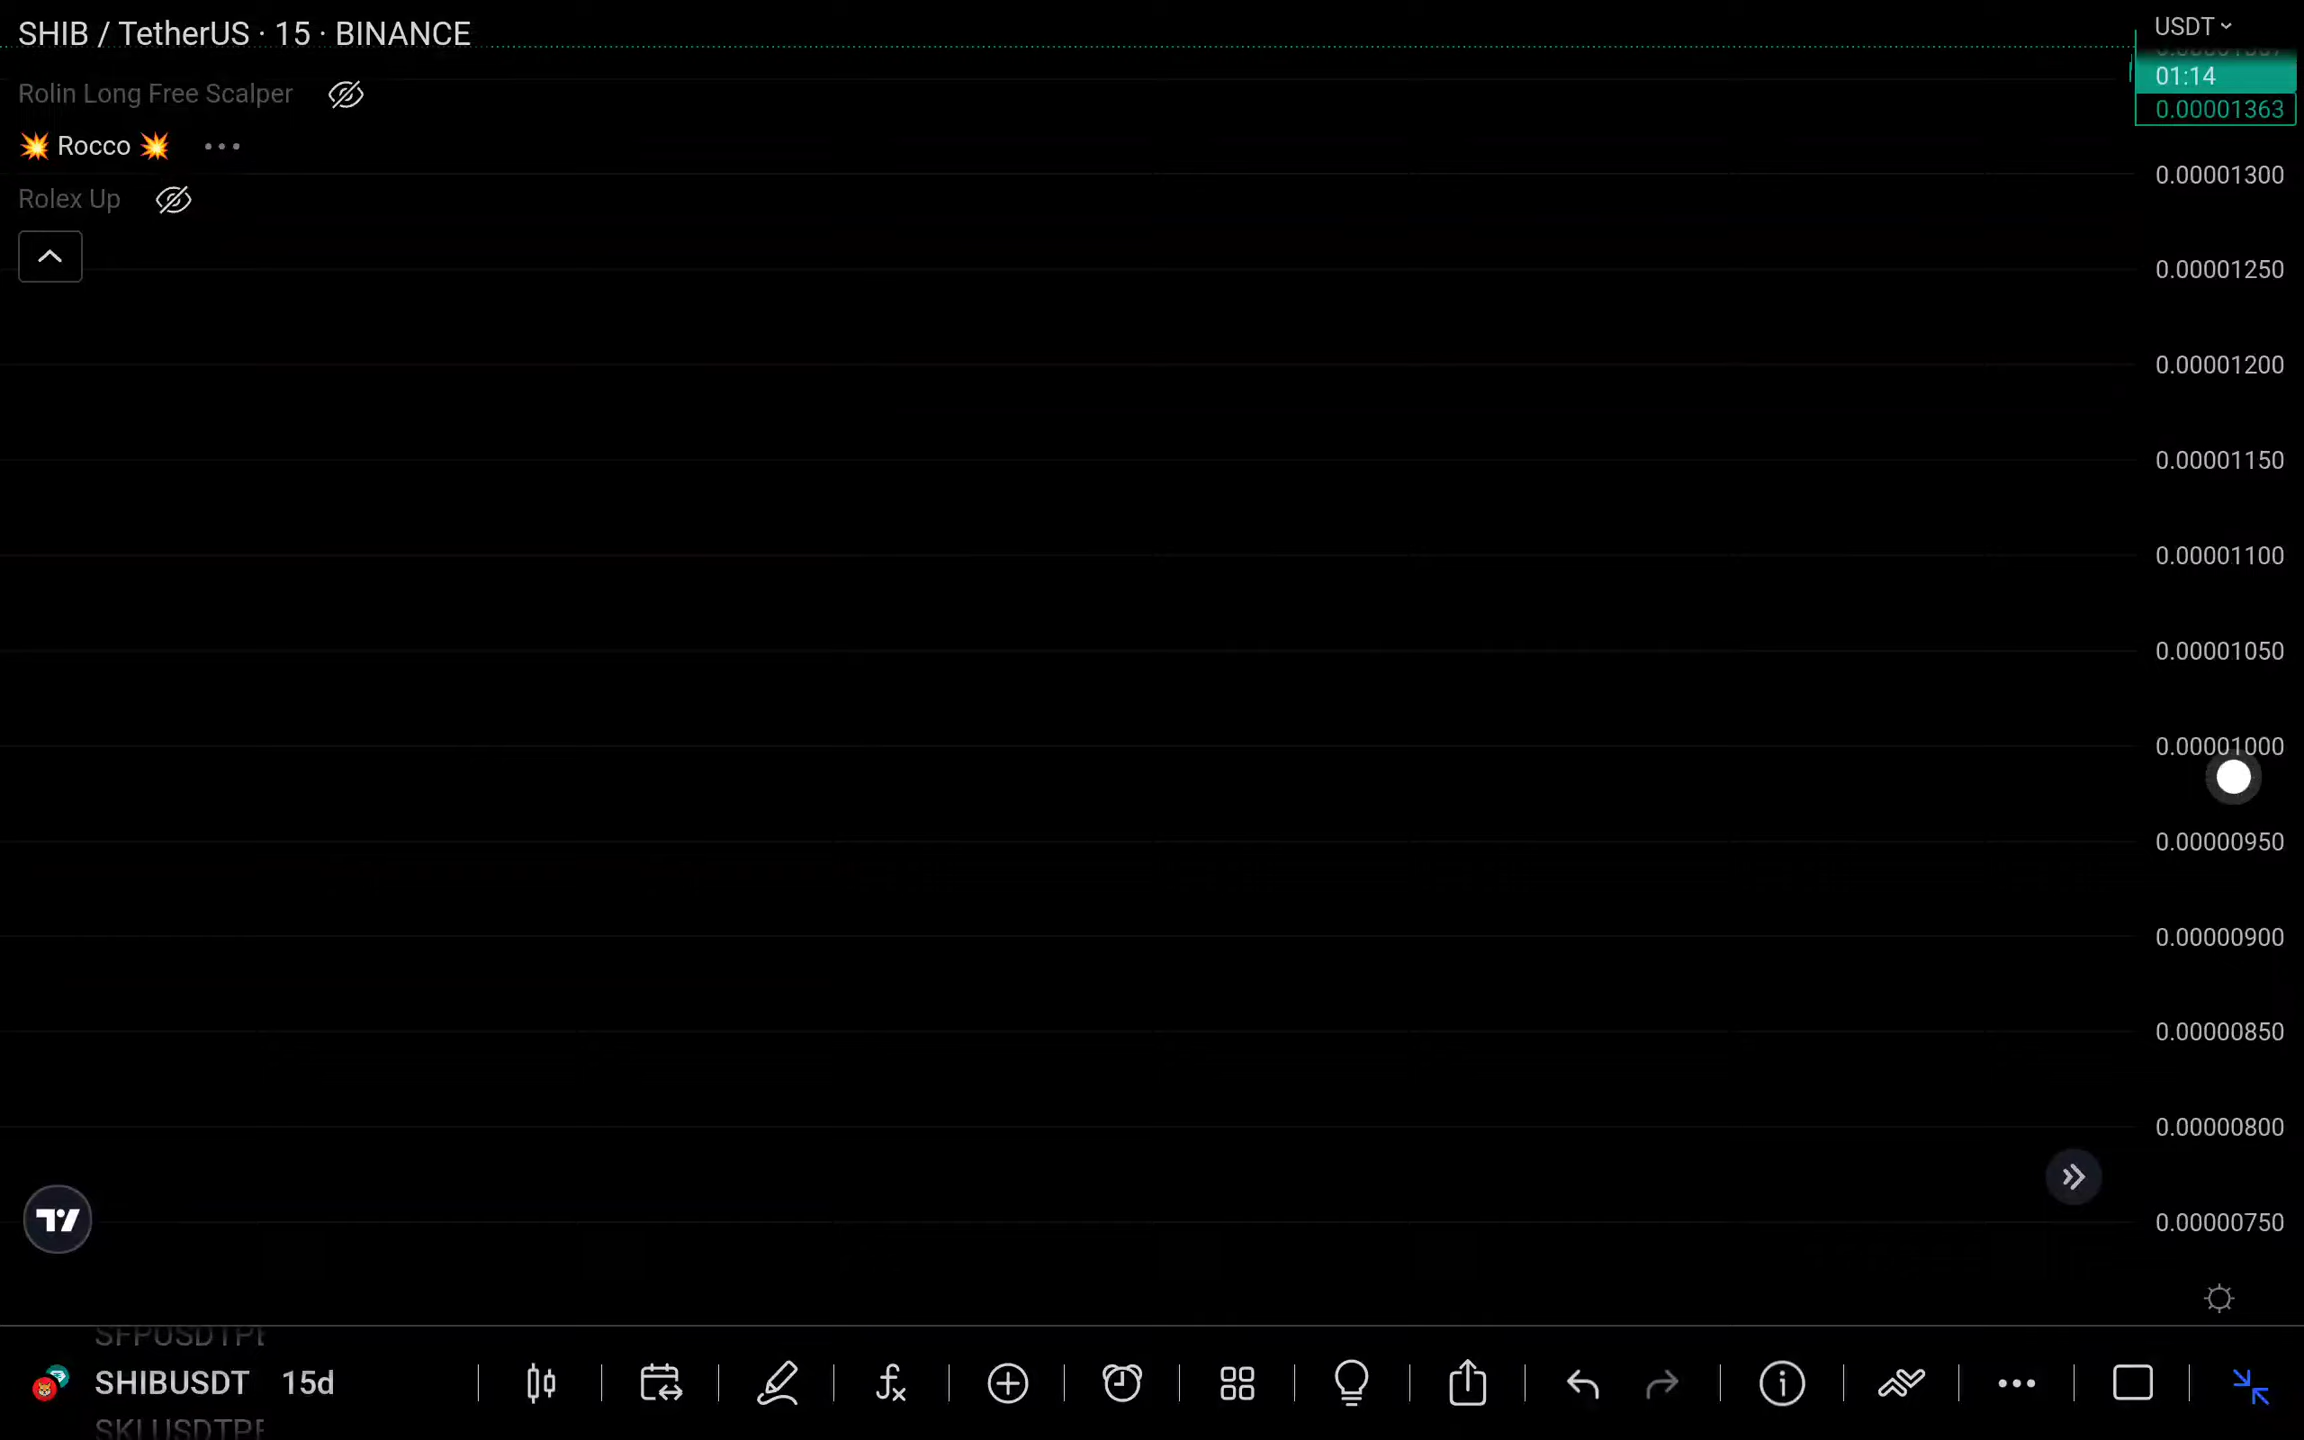 SHIB / TetherUS · 15 · BINANCE
USDT
01:14
Rolin Long Free Scalper
0.00001363
💥 Rocco 💥
0.00001300
Rolex Up
0.00001250
0.00001200
0.00001150
0.00001100
0.00001050
0.00001000
0.00000950
0.00000900
0.00000850
0.00000800
0.00000750
SHIBUSDT 15d